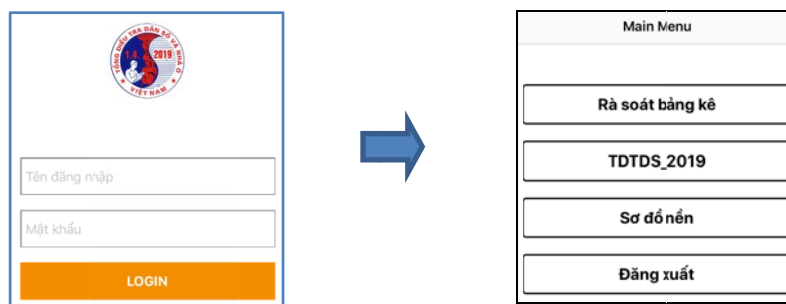 TỔNG ĐIỀU TRA DÂN SỐ VÀ NHÀ Ở
1/4 2019
VIỆT NAM
Tên đăng nhập
Mật khẩu
LOGIN
Main Menu
Rà soát bảng kê
TDTDS_2019
Sơ đồ nền
Đăng xuất